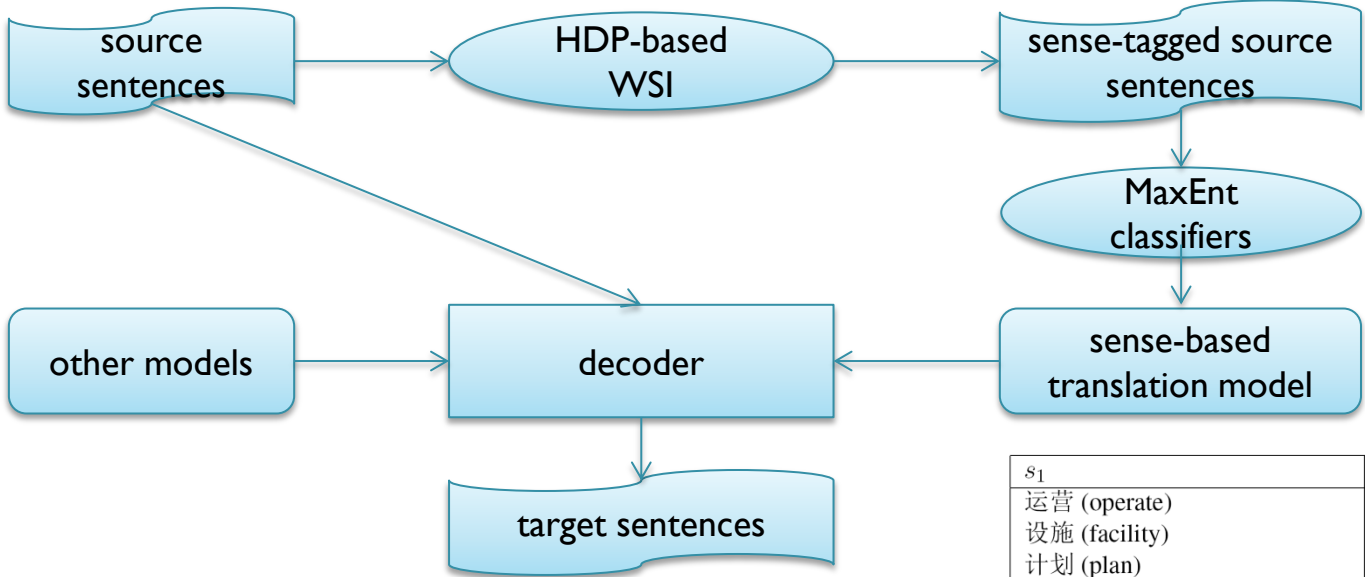 source
sentences
HDP-based
WSI
sense-tagged source
sentences
MaxEnt
classifiers
other models
decoder
sense-based
translation model
target sentences
s₁
运营 (operate)
设施 (facility)
计划 (plan)